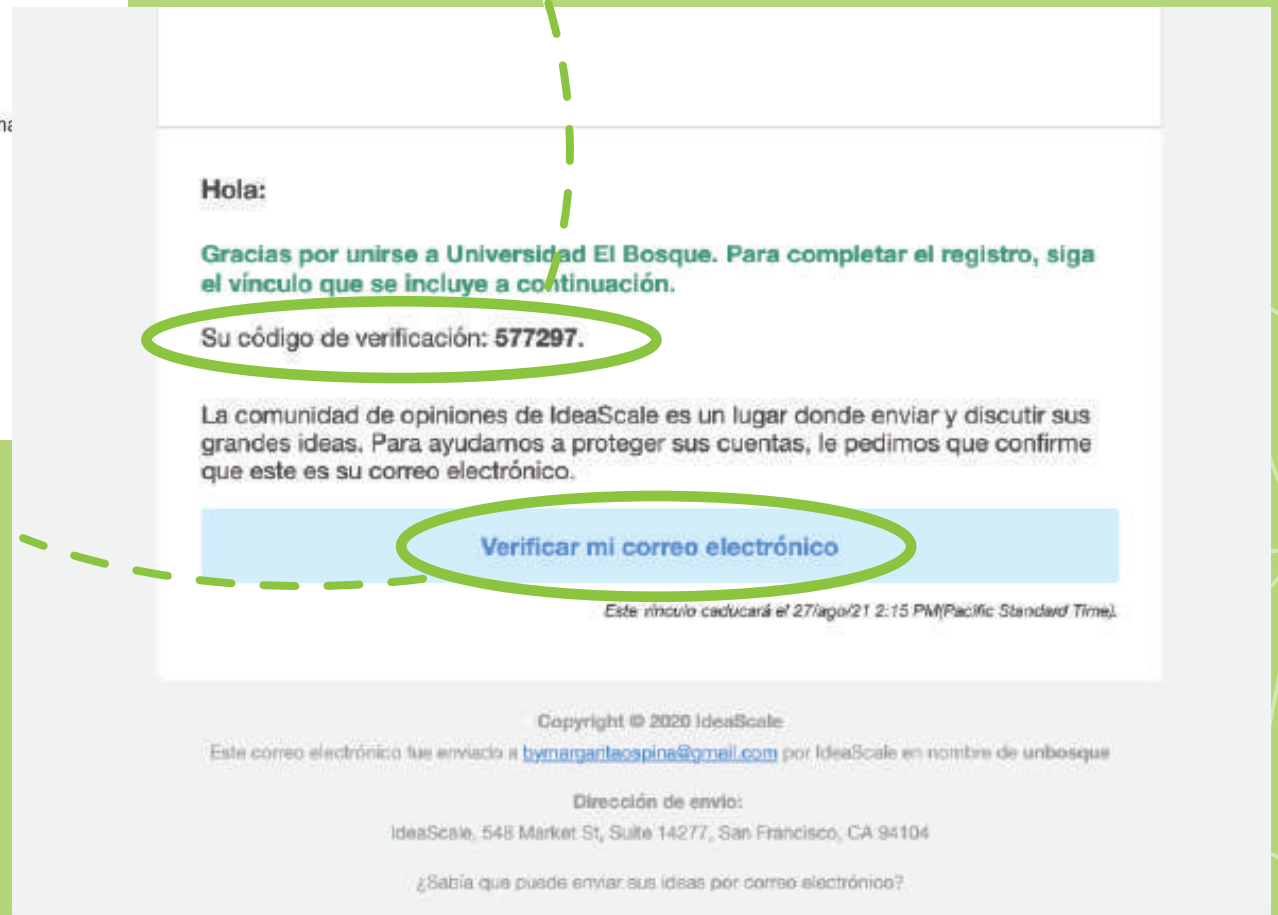 Hola:
Gracias por unirse a Universidad El Bosque. Para completar el registro, siga
el vínculo que se incluye a continuación.
Su código de verificación: 577297.
La comunidad de opiniones de IdeaScale es un lugar donde enviar y discutir sus
grandes ideas. Para ayudarnos a proteger sus cuentas, le pedimos que confirme
que este es su correo electrónico.
Verificar mi correo electrónico
Este vínculo caducará el 27/ago/21 2:15 PM(Pacific Standard Time).
Copyright © 2020 IdeaScale
Este correo electrónico fue enviado a bymargaritaospina@gmail.com por IdeaScale en nombre de unbosque
Dirección de envío:
IdeaScale, 548 Market St, Suite 14277, San Francisco, CA 94104
¿Sabía que puede enviar sus ideas por correo electrónico?